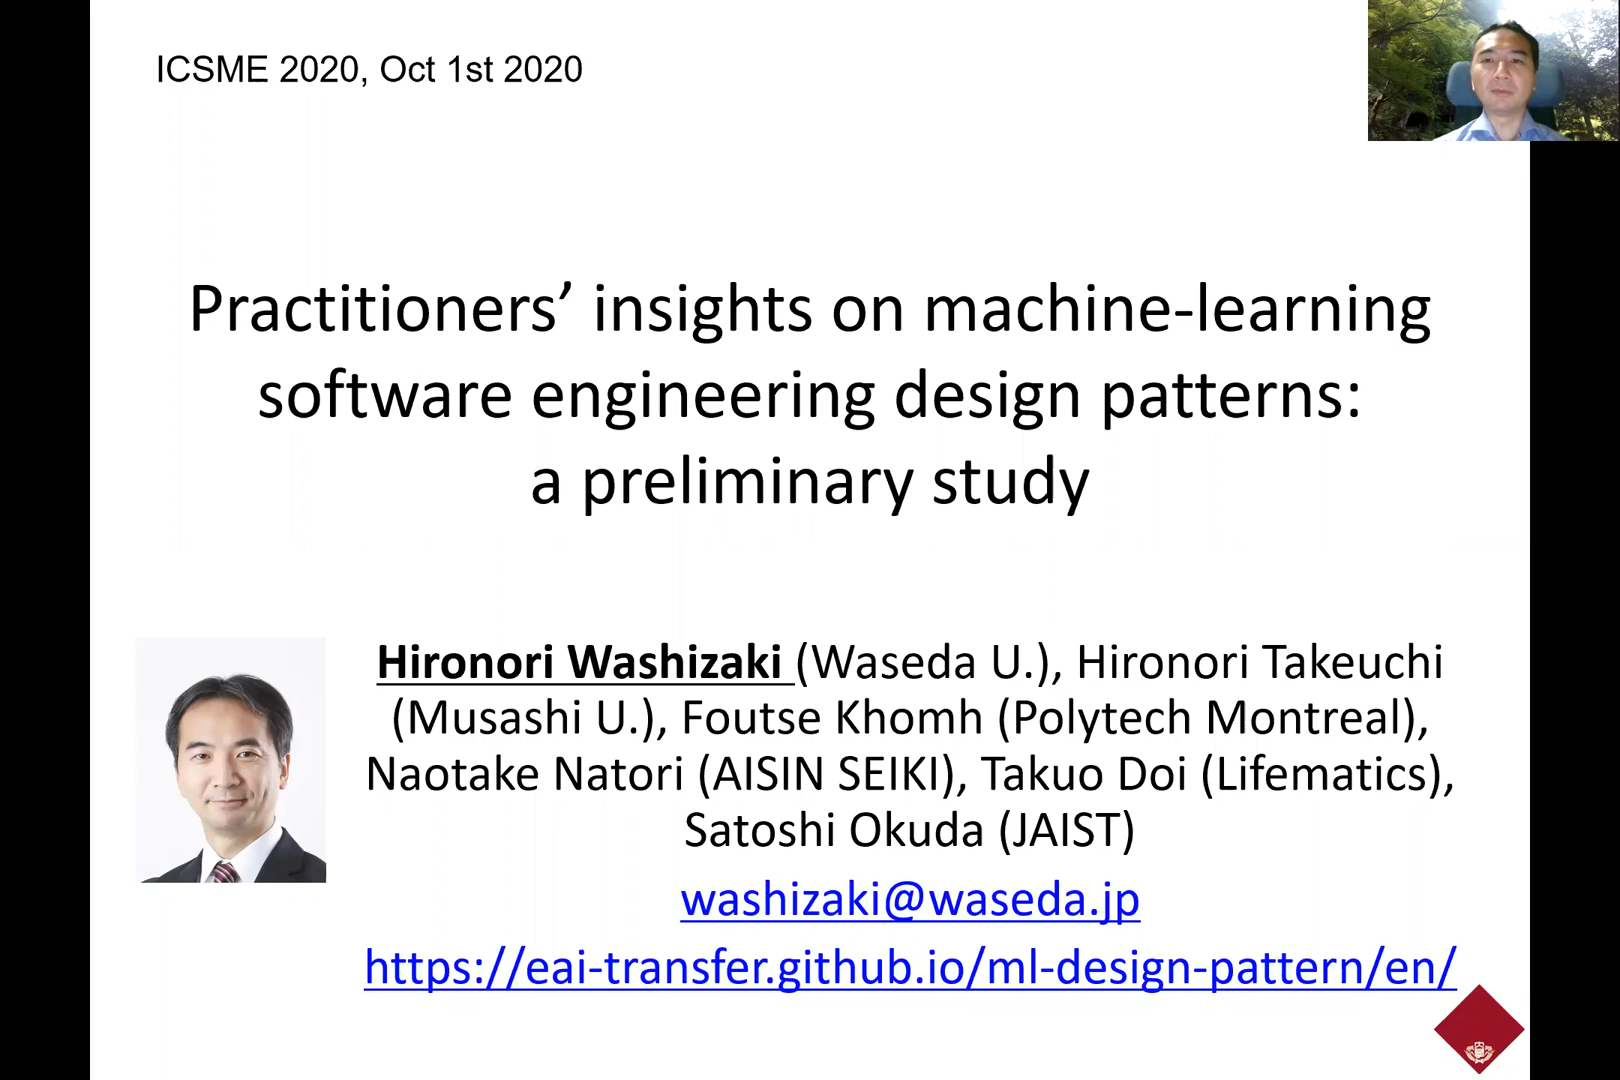 ICSME 2020, Oct 1st 2020
Practitioners’ insights on machine-learning
software engineering design patterns:
a preliminary study
Hironori Washizaki (Waseda U.), Hironori Takeuchi
(Musashi U.), Foutse Khomh (Polytech Montreal),
Naotake Natori (AISIN SEIKI), Takuo Doi (Lifematics),
Satoshi Okuda (JAIST)
washizaki@waseda.jp
https://eai-transfer.github.io/ml-design-pattern/en/